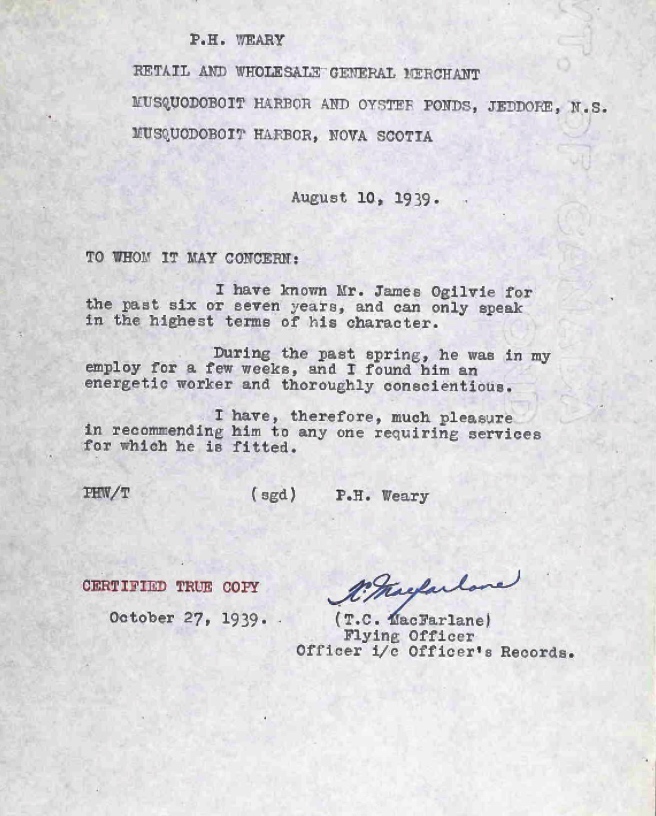 P.H. WEARY
RETAIL AND WHOLESALE GENERAL MERCHANT
MUSQUODOBOIT HARBOR AND OYSTER PONDS, JEDDORE, N.S.
MUSQUODOBOIT HARBOR, NOVA SCOTIA
August 10, 1939.
TO WHOM IT MAY CONCERN:
I have known Mr. James Ogilvie for
the past six or seven years, and can only speak
in the highest terms of his character.
During the past spring, he was in my
employ for a few weeks, and I found him an
energetic worker and thoroughly conscientious.
I have, therefore, much pleasure
in recommending him to any one requiring services
for which he is fitted.
PHW/T (sgd) P.H. Weary
CERTIFIED TRUE COPY
Macfarlane
October 27, 1939.
(T.C. MacFarlane)
Flying Officer
Officer i/c Officer's Records.